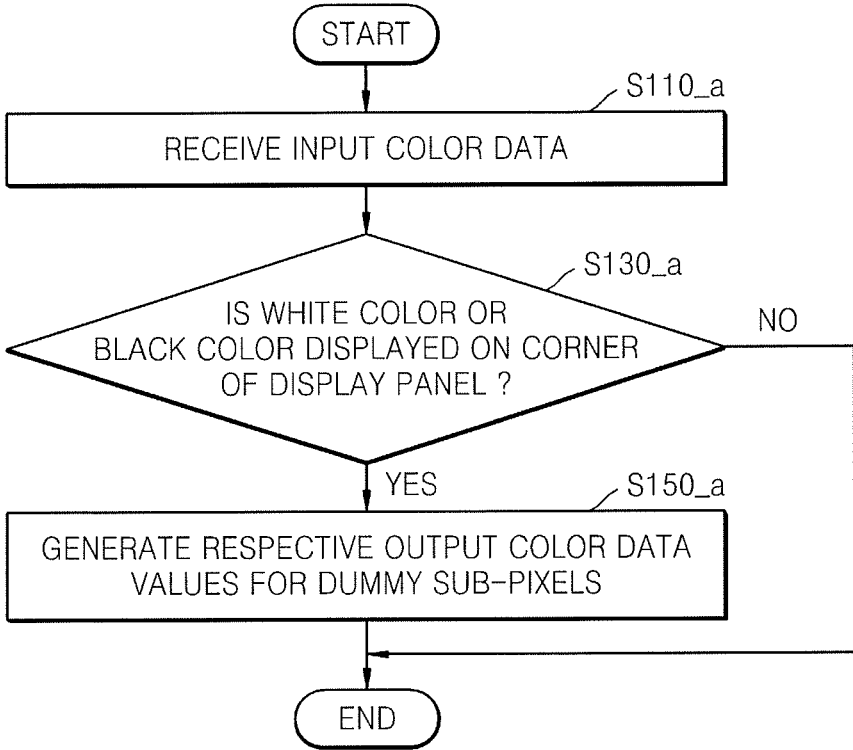 START
S110_a
RECEIVE INPUT COLOR DATA
S130_a
IS WHITE COLOR OR
BLACK COLOR DISPLAYED ON CORNER
OF DISPLAY PANEL ?
NO
YES
S150_a
GENERATE RESPECTIVE OUTPUT COLOR DATA
VALUES FOR DUMMY SUB-PIXELS
END